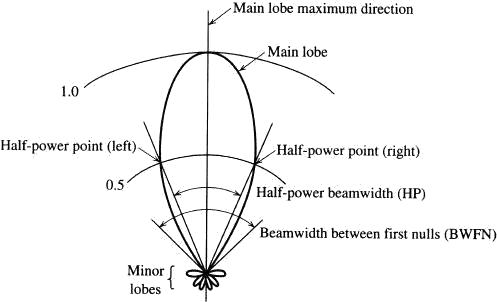 Main lobe maximum direction
Main lobe
1.0
Half-power point (left)
Half-power point (right)
0.5
Half-power beamwidth (HP)
Beamwidth between first nulls (BWFN)
Minor
lobes